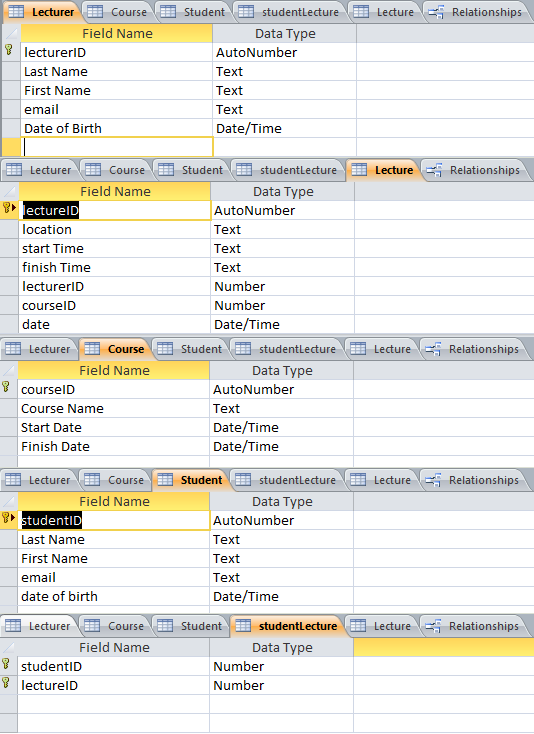 Lecturer Course Student studentLecture Lecture Relationships
Field Name Data Type
lecturerID AutoNumber
Last Name Text
First Name Text
email Text
Date of Birth Date/Time
Lecturer Course Student studentLecture Lecture Relationships
Field Name Data Type
lectureID AutoNumber
location Text
start Time Text
finish Time Text
lecturerID Number
courseID Number
date Date/Time
Lecturer Course Student studentLecture Lecture Relationships
Field Name Data Type
courseID AutoNumber
Course Name Text
Start Date Date/Time
Finish Date Date/Time
Lecturer Course Student studentLecture Lecture Relationships
Field Name Data Type
studentID AutoNumber
Last Name Text
First Name Text
email Text
date of birth Date/Time
Lecturer Course Student studentLecture Lecture Relationships
Field Name Data Type
studentID Number
lectureID Number